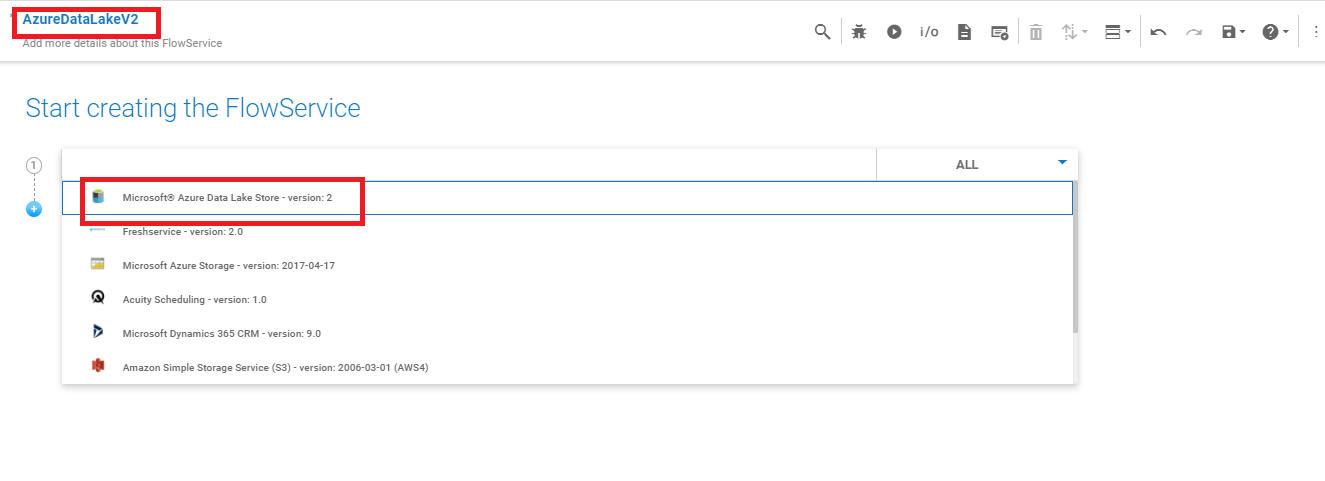 AzureDataLakeV2
Add more details about this FlowService
i/o
Start creating the FlowService
1
ALL
Microsoft® Azure Data Lake Store - version: 2
Freshservice - version: 2.0
Microsoft Azure Storage - version: 2017-04-17
Acuity Scheduling - version: 1.0
Microsoft Dynamics 365 CRM - version: 9.0
Amazon Simple Storage Service (S3) - version: 2006-03-01 (AWS4)